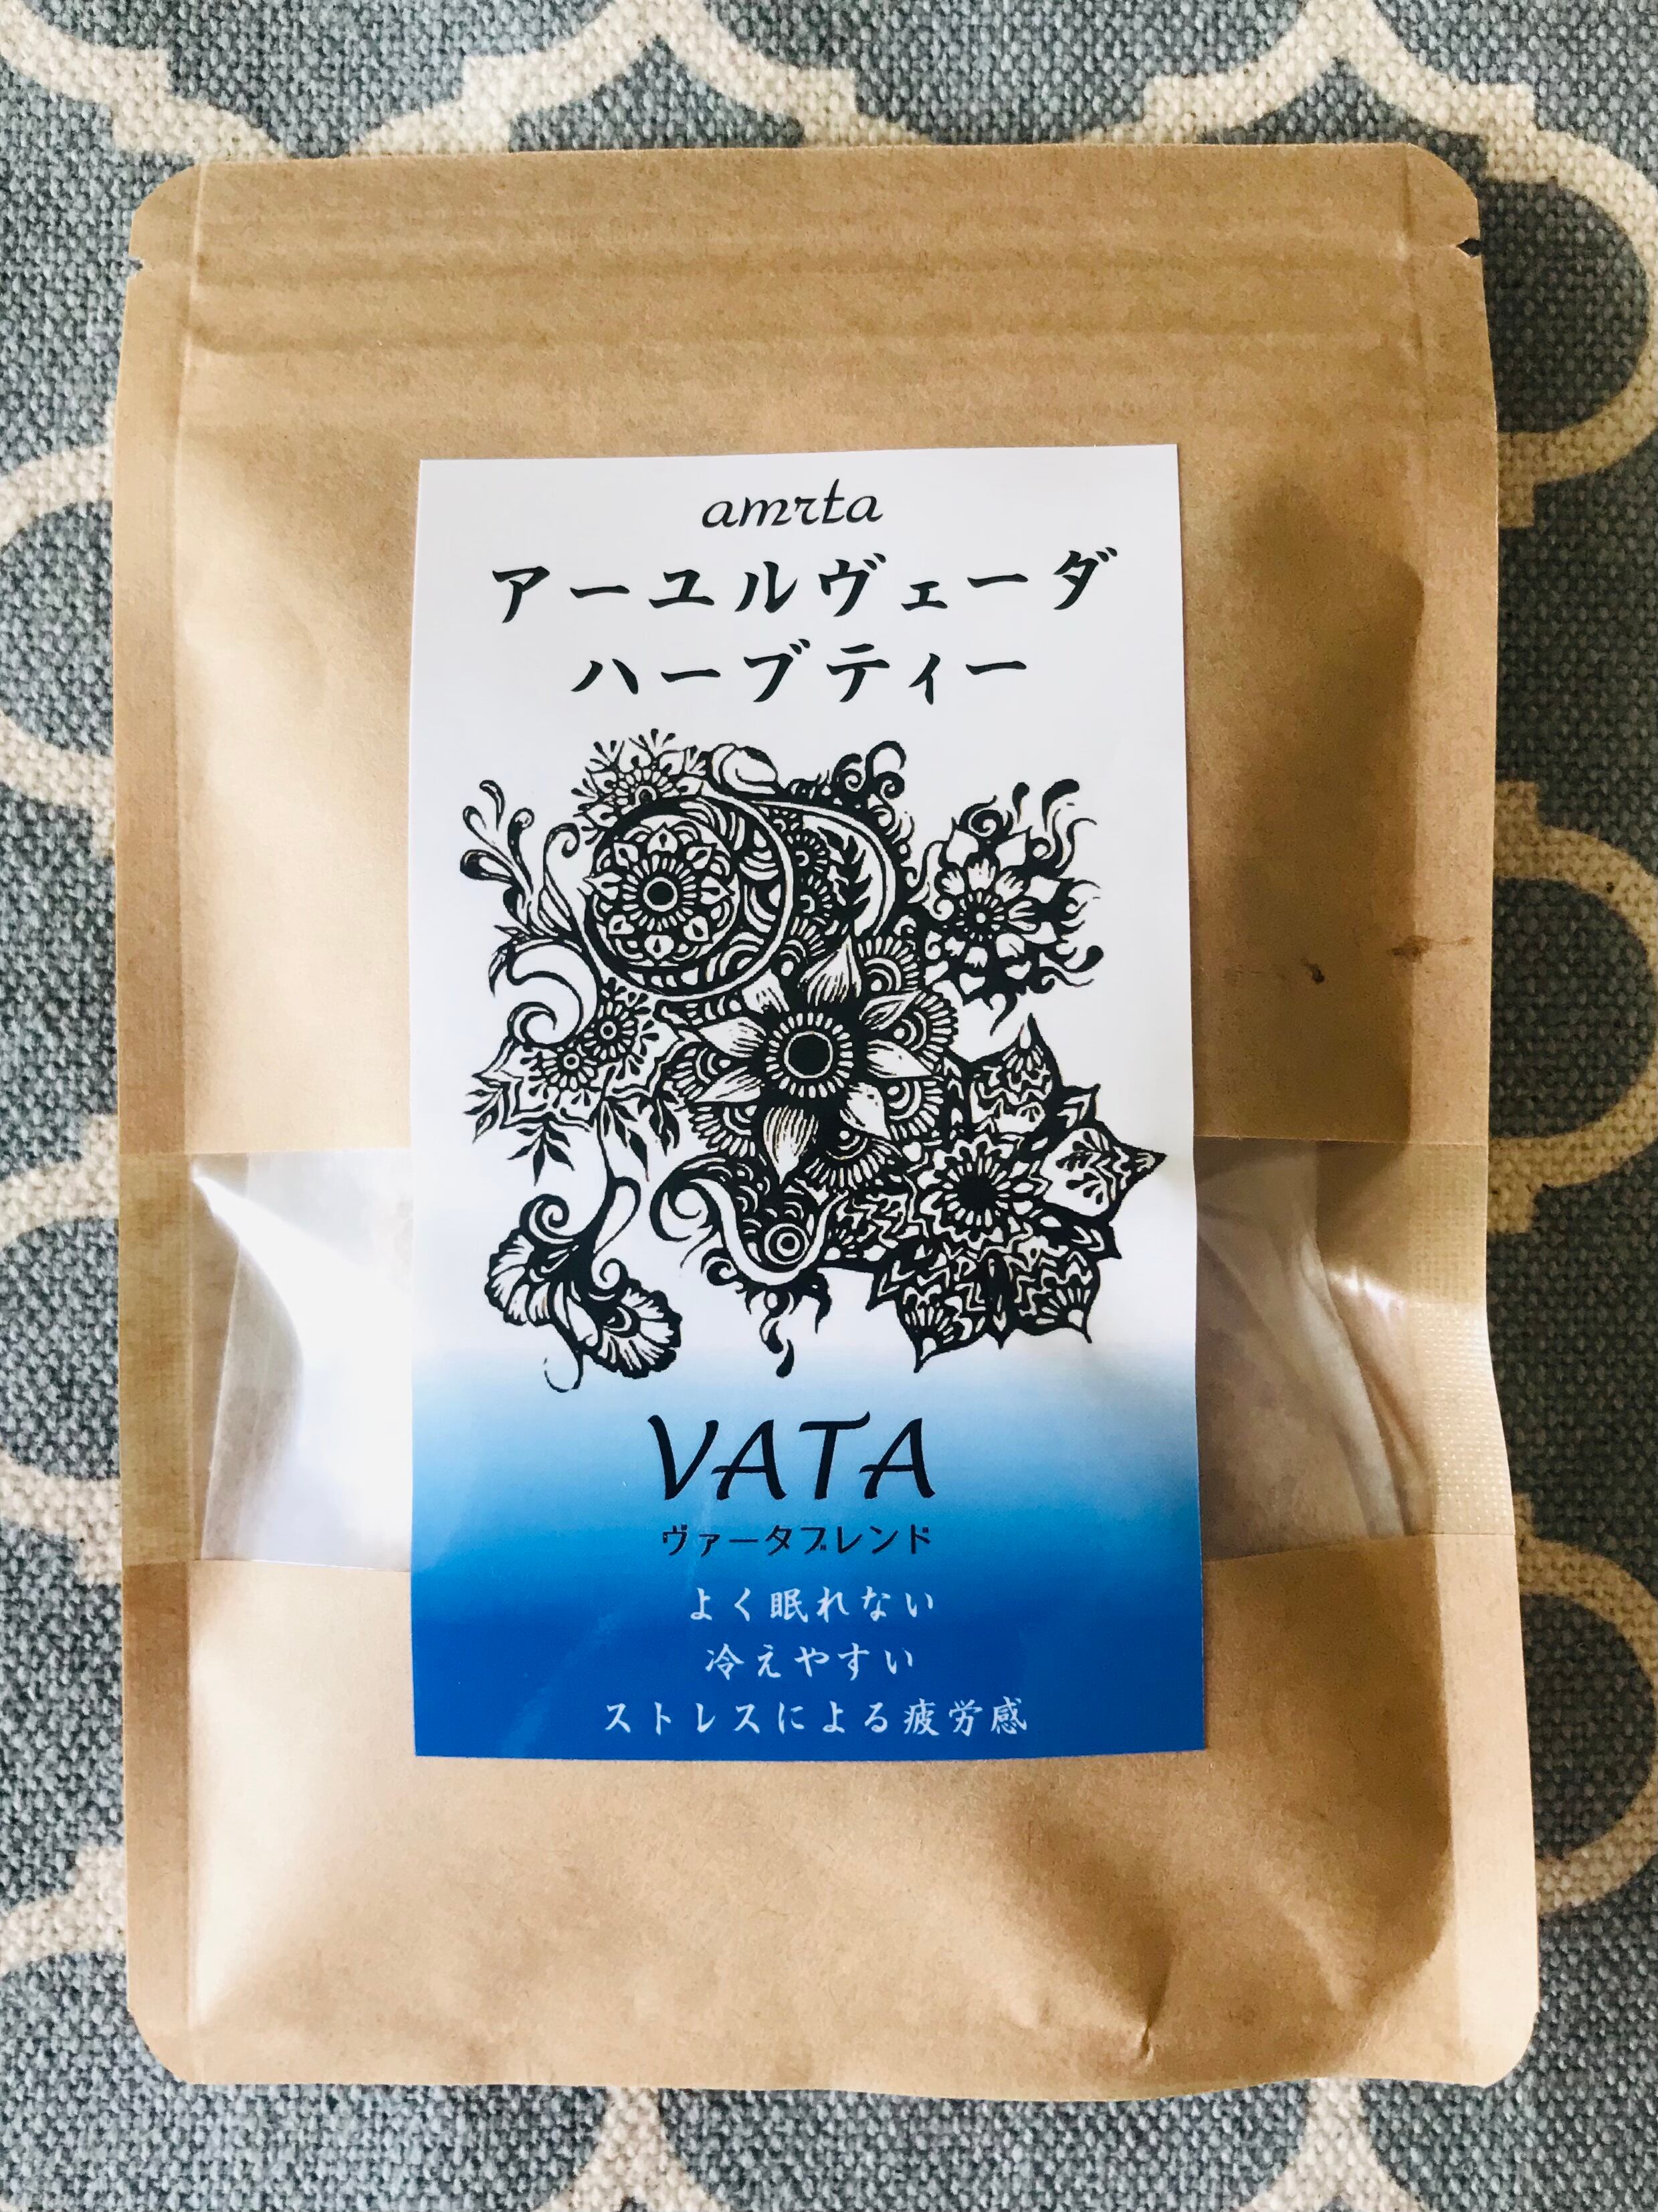 amrta
アーユルヴェーダ
ハーブティー
VATA
ヴァータブレンド
よく眠れない
冷えやすい
ストレスによる疲労感